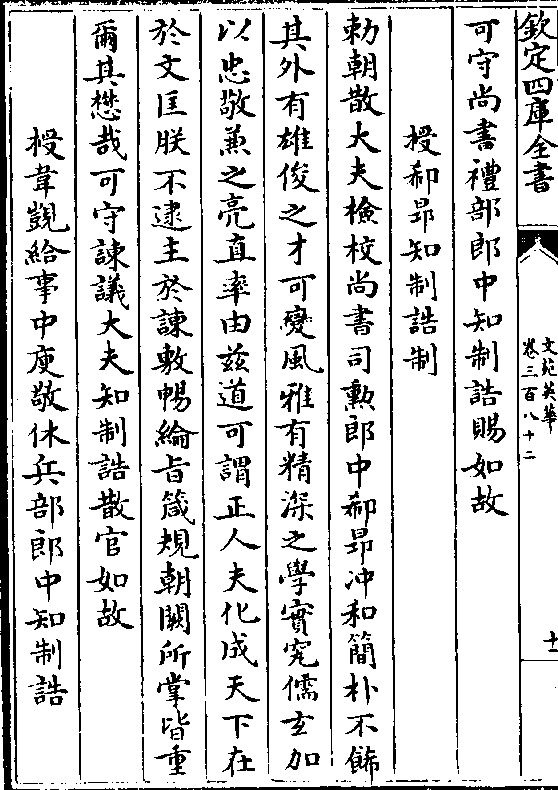 欽定四庫全書
文苑英華
卷三百八十二
十一
可守尚書禮部郎中知制誥賜如故
授郗昂知制誥制
勅朝散大夫檢校尚書司勲郎中郗昻冲和簡朴不飾
其外有雄俊之才可變風雅有精深之學實究儒玄加
以忠敬兼之亮直率由兹道可謂正人夫化成天下在
於文匡朕不逮主於諫敷暢綸旨箴規朝闕所掌皆重
爾其懋哉可守諫議大夫知制誥散官如故
授韋覬給事中庾敬休兵部郎中知制誥